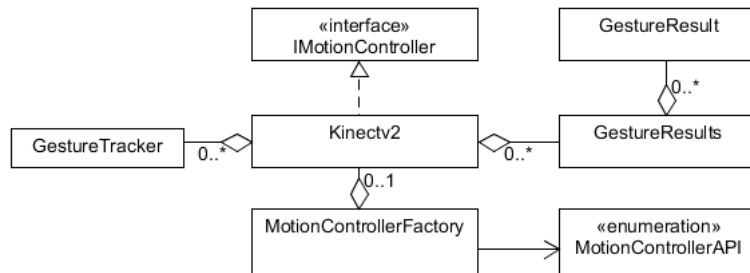 «interface»
IMotionController
GestureResult
0..*
GestureTracker
0..*
Kinectv2
0..*
GestureResults
0..1
MotionControllerFactory
«enumeration»
MotionControllerAPI